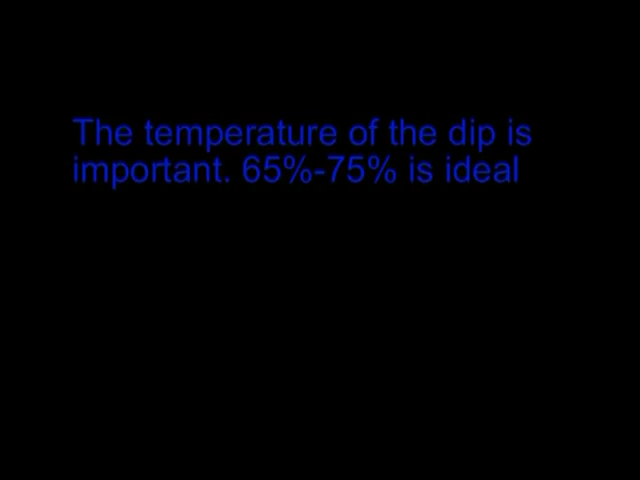 The temperature of the dip is
important. 65%-75% is ideal